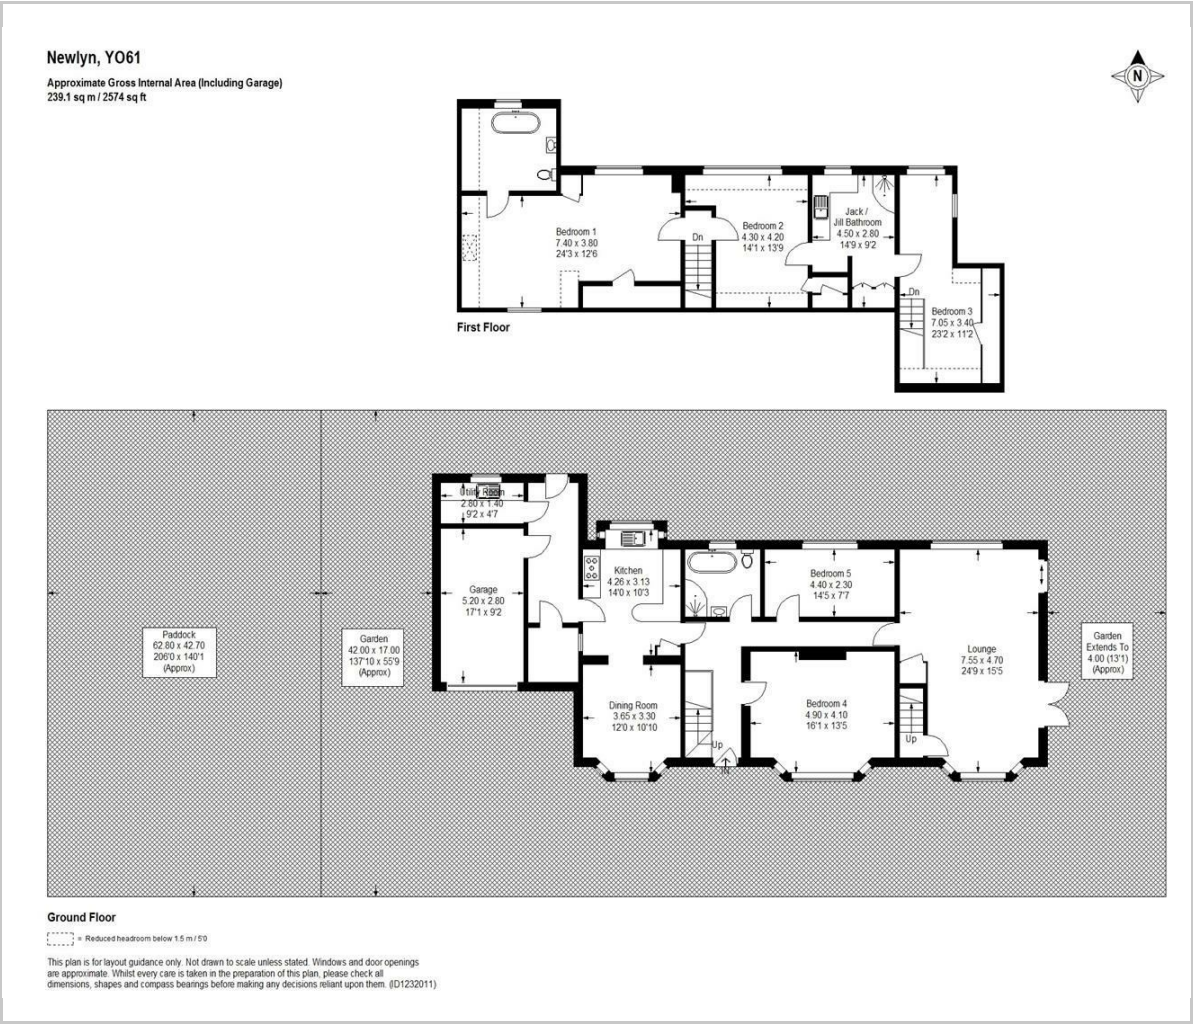 Newlyn, YO61
Approximate Gross Internal Area (Including Garage)
239.1 sq m / 2574 sq ft
N
Bedroom 1
7.40 x 3.80
24'3 x 12'6
Dn
Bedroom 2
4.30 x 4.20
14'1 x 13'9
Jack /
Jill Bathroom
4.50 x 2.80
14'9 x 9'2
Dn
Bedroom 3
7.05 x 3.40
23'2 x 11'2
First Floor
Utility Room
2.80 x 1.40
9'2 x 4'7
Garage
5.20 x 2.80
17'1 x 9'2
Kitchen
4.26 x 3.13
14'0 x 10'3
Bedroom 5
4.40 x 2.30
14'5 x 7'7
Paddock
62.80 x 42.70
206'0 x 140'1
(Approx)
Garden
42.00 x 17.00
137'10 x 55'9
(Approx)
Lounge
7.55 x 4.70
24'9 x 15'5
Garden
Extends To
4.00 (13'1)
(Approx)
Dining Room
3.65 x 3.30
12'0 x 10'10
Bedroom 4
4.90 x 4.10
16'1 x 13'5
Up
Up
IN
Ground Floor
= Reduced headroom below 1.5 m / 5'0
This plan is for layout guidance only. Not drawn to scale unless stated. Windows and door openings
are approximate. Whilst every care is taken in the preparation of this plan, please check all
dimensions, shapes and compass bearings before making any decisions reliant upon them. (ID1232011)